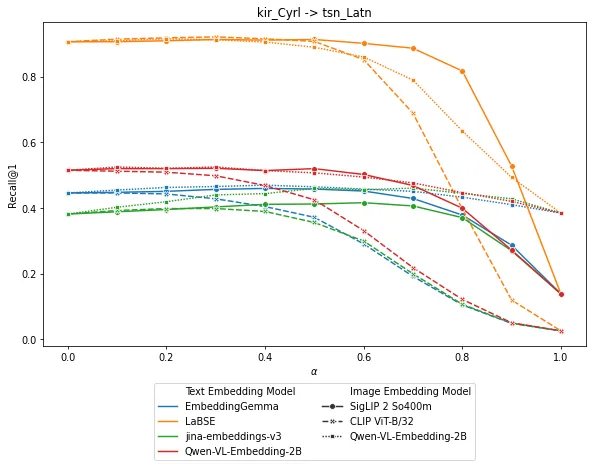 kir_Cyrl -> tsn_Latn
Recall@1
0.8
0.6
0.4
0.2
0.0
0.0 0.2 0.4 0.6 0.8 1.0
α
Text Embedding Model Image Embedding Model
EmbeddingGemma SigLIP 2 So400m
LaBSE CLIP ViT-B/32
jina-embeddings-v3 Qwen-VL-Embedding-2B
Qwen-VL-Embedding-2B